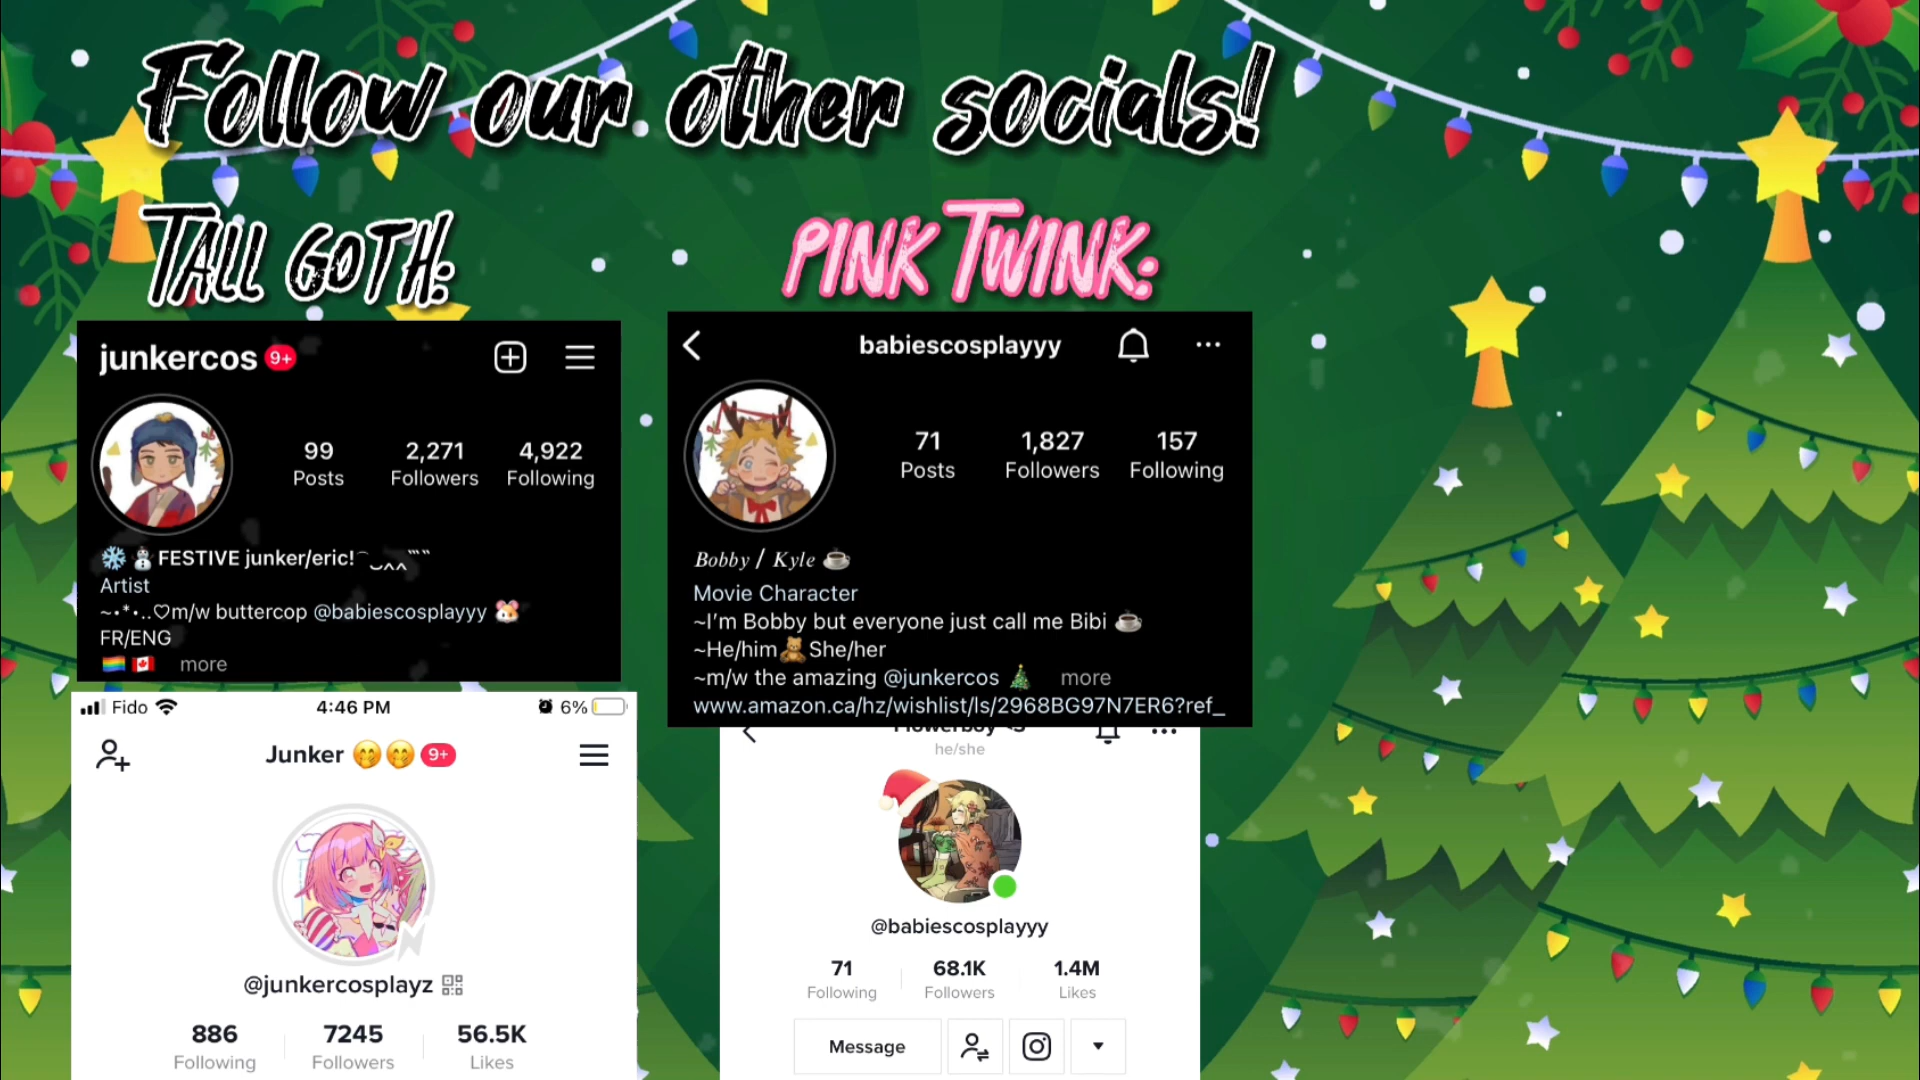 Follow our other socials!
TALL GOTH:
junkercos 9+
99 2,271 4,922
Posts Followers Following
❄️⛄FESTIVE junker/eric!
Artist
~•*•..♡m/w buttercop @babiescosplayyy 🐹
FR/ENG
🏳️‍🌈🇨🇦 more
Fido 4:46 PM 6%
Junker 🤭🤭 9+
@junkercosplayz
886 7245 56.5K
Following Followers Likes
PINK TWINK:
babiescosplayyy
71 1,827 157
Posts Followers Following
𝐵𝑜𝑏𝑏𝑦 / 𝐾𝑦𝑙𝑒 ☕
Movie Character
~I'm Bobby but everyone just call me Bibi ☕
~He/him🧸She/her
~m/w the amazing @junkercos 🎄 more
www.amazon.ca/hz/wishlist/ls/2968BG97N7ER6?ref_
Flowerboy <3
he/she
@babiescosplayyy
71 68.1K 1.4M
Following Followers Likes
Message